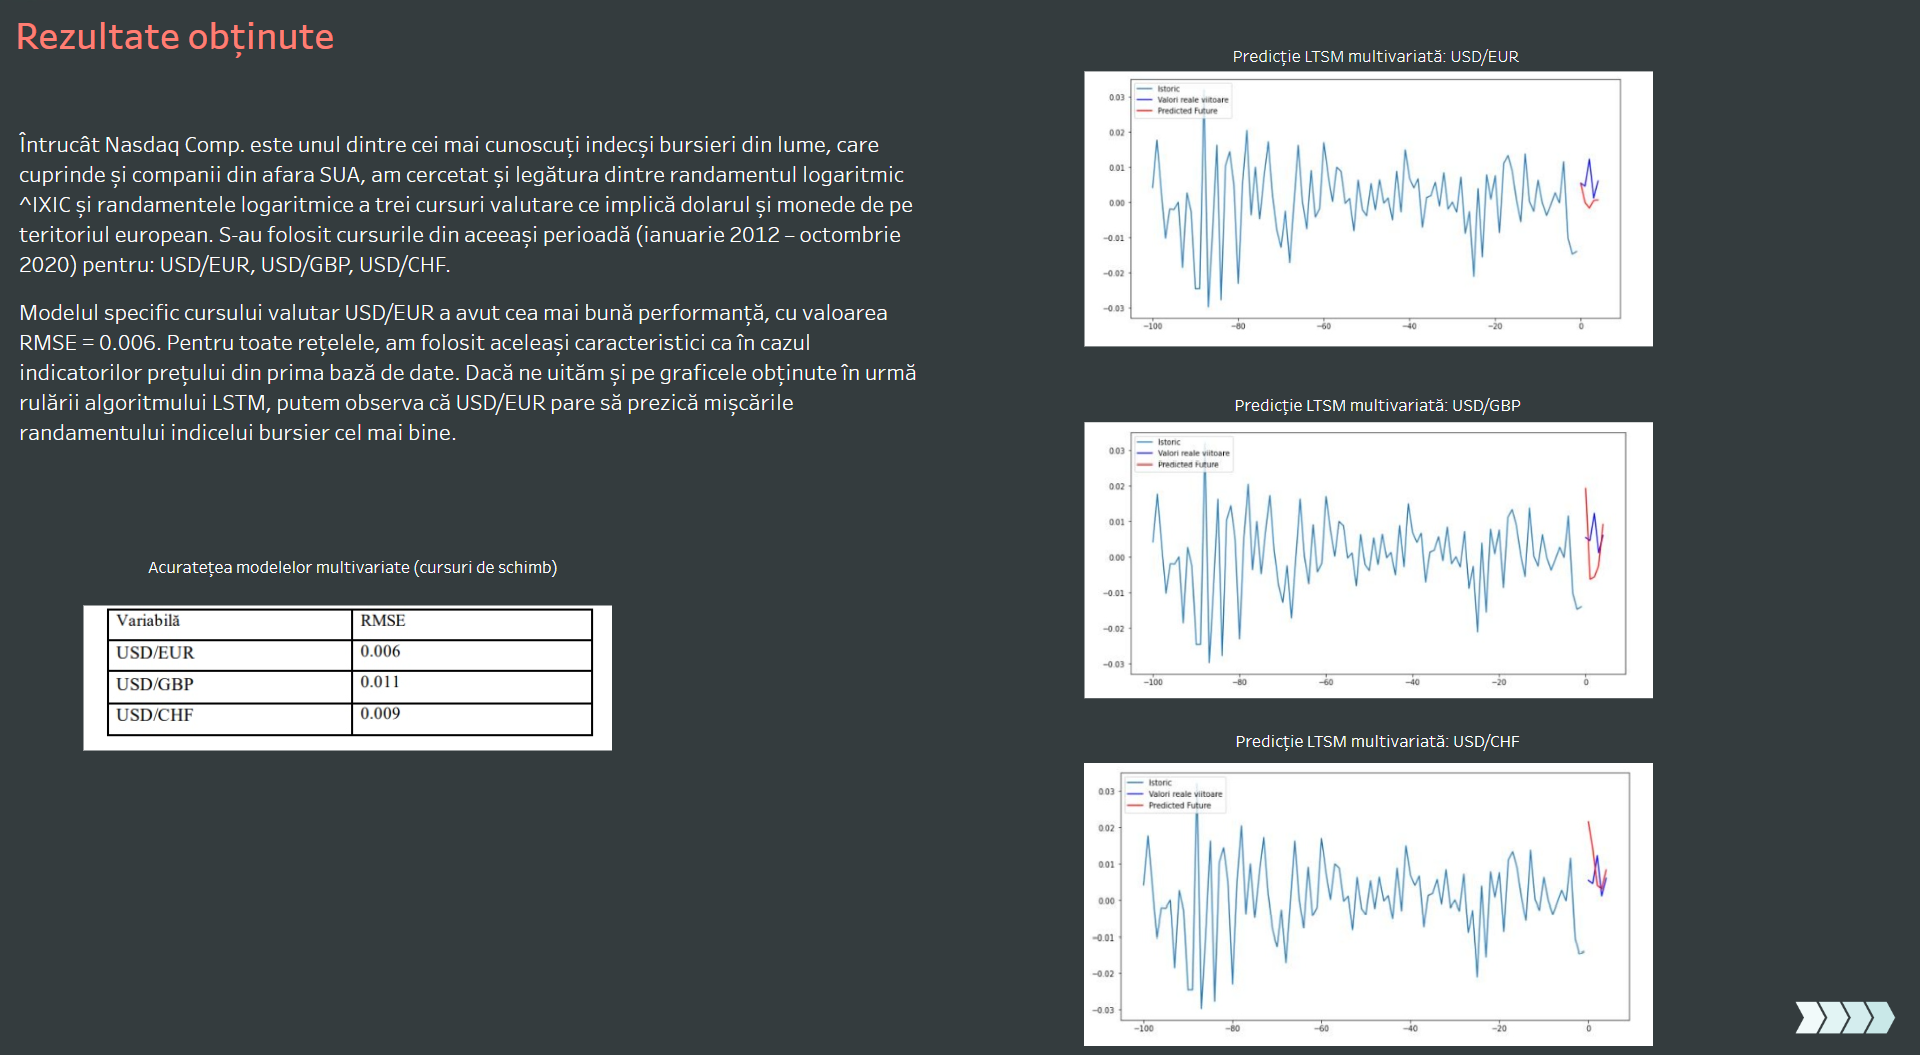 Rezultate obținute
Întrucât Nasdaq Comp. este unul dintre cei mai cunoscuți indecși bursieri din lume, care
cuprinde și companii din afara SUA, am cercetat și legătura dintre randamentul logaritmic
^IXIC și randamentele logaritmice a trei cursuri valutare ce implică dolarul și monede de pe
teritoriul european. S-au folosit cursurile din aceeași perioadă (ianuarie 2012 – octombrie
2020) pentru: USD/EUR, USD/GBP, USD/CHF.
Modelul specific cursului valutar USD/EUR a avut cea mai bună performanță, cu valoarea
RMSE = 0.006. Pentru toate rețelele, am folosit aceleași caracteristici ca în cazul
indicatorilor prețului din prima bază de date. Dacă ne uităm și pe graficele obținute în urmă
rulării algoritmului LSTM, putem observa că USD/EUR pare să prezică mișcările
randamentului indicelui bursier cel mai bine.
Acuratețea modelelor multivariate (cursuri de schimb)
Variabilă RMSE
USD/EUR 0.006
USD/GBP 0.011
USD/CHF 0.009
Predicție LTSM multivariată: USD/EUR
Istoric
Valori reale viitoare
Predicted Future
0.03
0.02
0.01
0.00
−0.01
−0.02
−0.03
−100 −80 −60 −40 −20 0
Predicție LTSM multivariată: USD/GBP
Istoric
Valori reale viitoare
Predicted Future
0.03
0.02
0.01
0.00
−0.01
−0.02
−0.03
−100 −80 −60 −40 −20 0
Predicție LTSM multivariată: USD/CHF
Istoric
Valori reale viitoare
Predicted Future
0.03
0.02
0.01
0.00
−0.01
−0.02
−0.03
−100 −80 −60 −40 −20 0